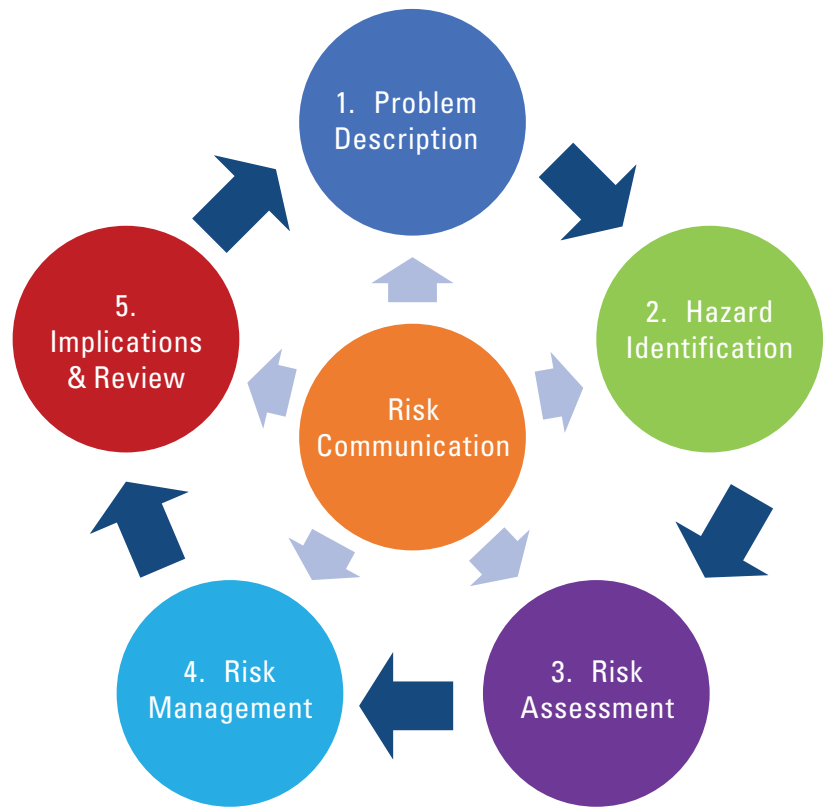 1. Problem
Description
2. Hazard
Identification
3. Risk
Assessment
4. Risk
Management
5.
Implications
& Review
Risk
Communication